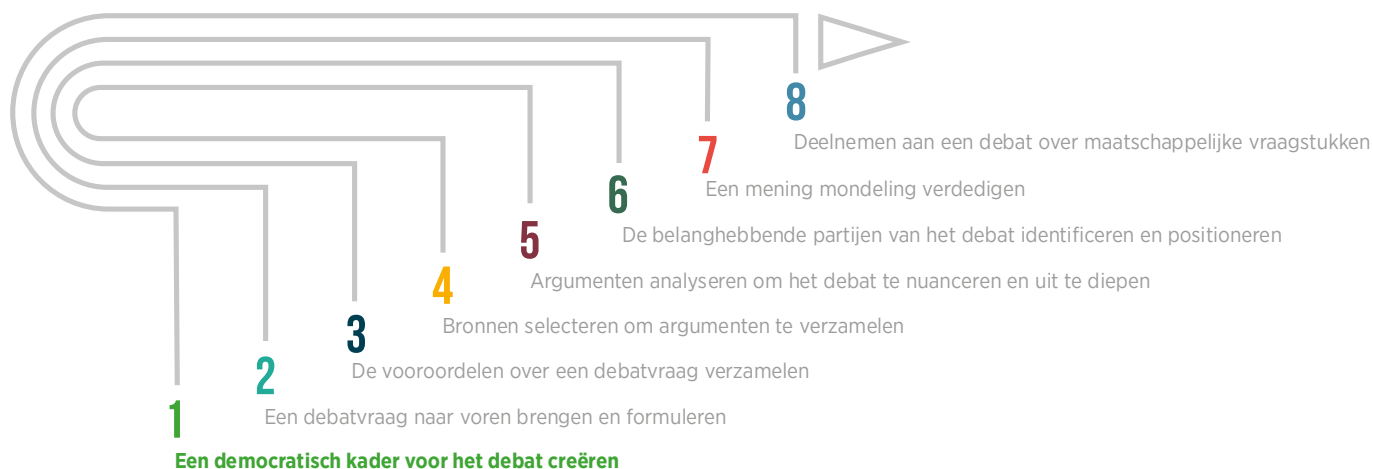 8
Deelnemen aan een debat over maatschappelijke vraagstukken
7
Een mening mondeling verdedigen
6
De belanghebbende partijen van het debat identificeren en positioneren
5
Argumenten analyseren om het debat te nuanceren en uit te diepen
4
Bronnen selecteren om argumenten te verzamelen
3
De vooroordelen over een debatvraag verzamelen
2
Een debatvraag naar voren brengen en formuleren
1
Een democratisch kader voor het debat creëren